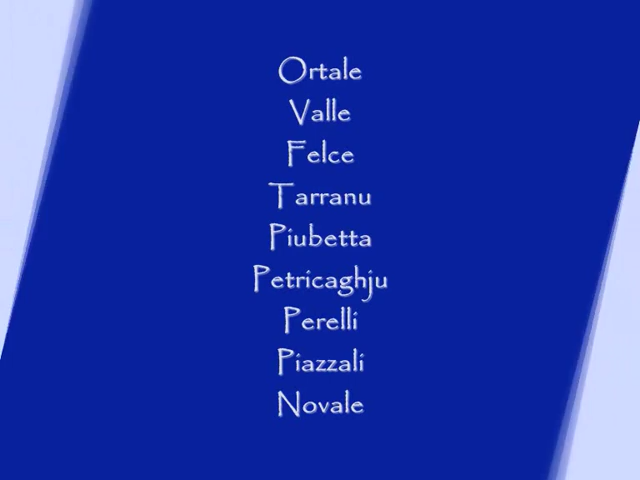 Ortale
Valle
Felce
Tarranu
Piubetta
Petricaghju
Perelli
Piazzali
Novale